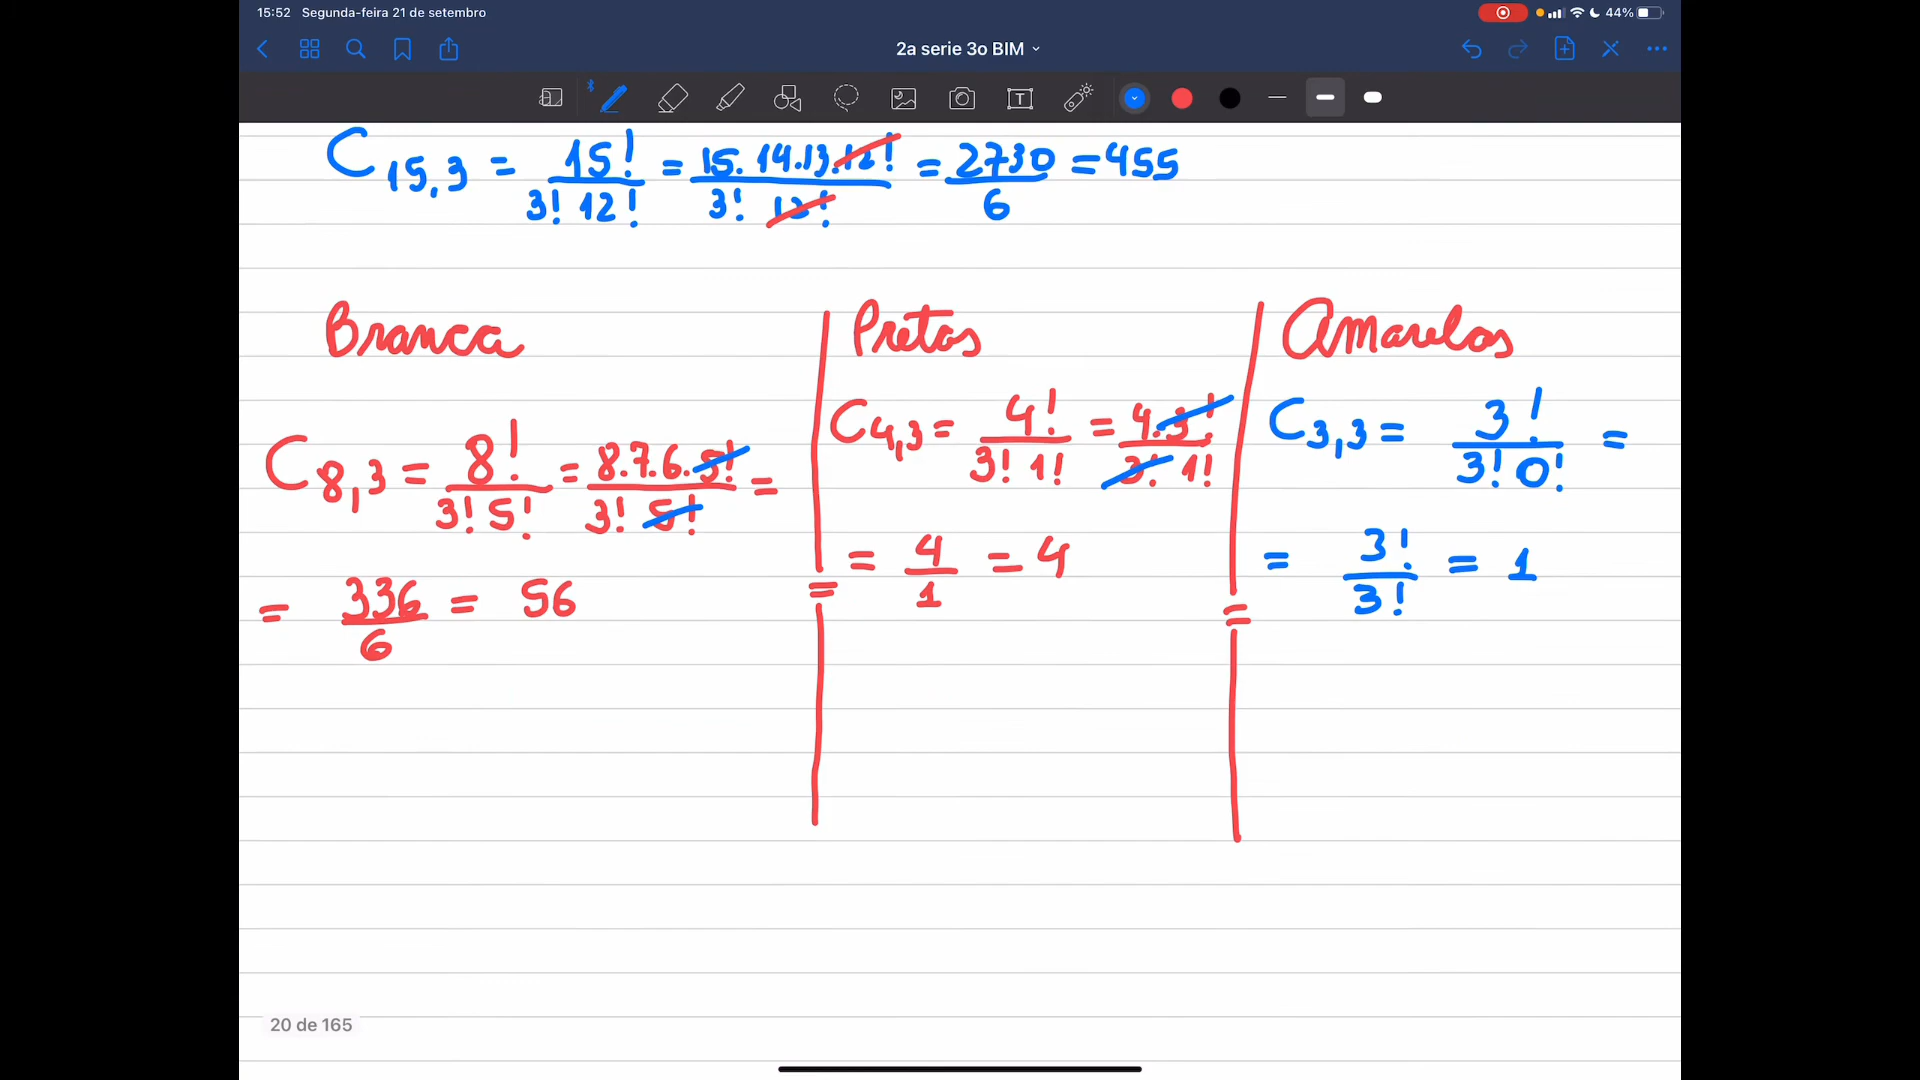 15:52 Segunda-feira 21 de setembro 44%
2a serie 3o BIM
C15,3 = 15!/3! 12! = 15.14.13.12!/3! 12! = 2730/6 = 455
Branca
C8,3 = 8!/3! 5! = 8.7.6.5!/3! 5! =
= 336/6 = 56
Pretas
C4,3 = 4!/3! 1! = 4.3!/3! 1! =
= 4/1 = 4
Amarelas
C3,3 = 3!/3! 0! =
= 3!/3! = 1
20 de 165